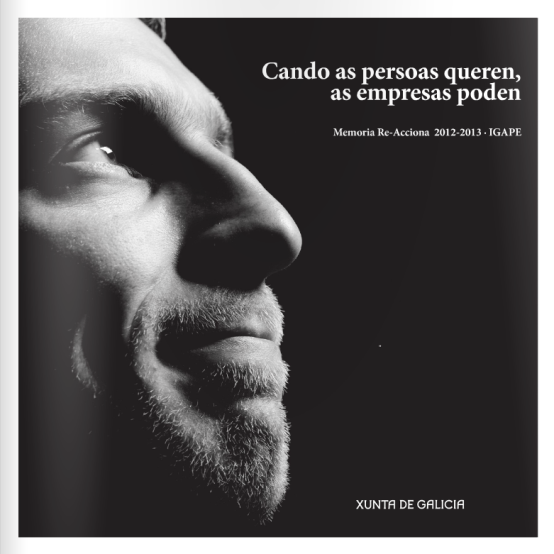 Cando as persoas queren,
as empresas poden
Memoria Re-Acciona 2012-2013 · IGAPE
XUNTA DE GALICIA